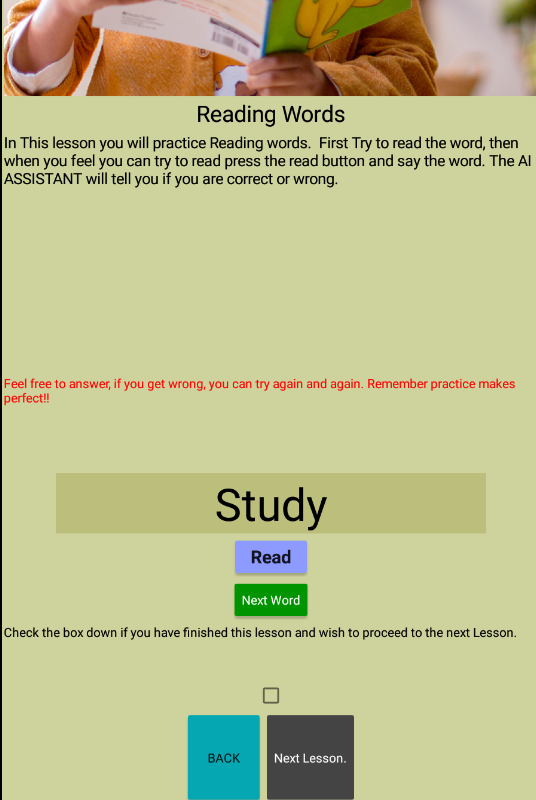 Reading Words
In This lesson you will practice Reading words.  First Try to read the word, then
when you feel you can try to read press the read button and say the word. The AI
ASSISTANT will tell you if you are correct or wrong.
Feel free to answer, if you get wrong, you can try again and again. Remember practice makes
perfect!!
Study
Read
Next Word
Check the box down if you have finished this lesson and wish to proceed to the next Lesson.
BACK
Next Lesson.